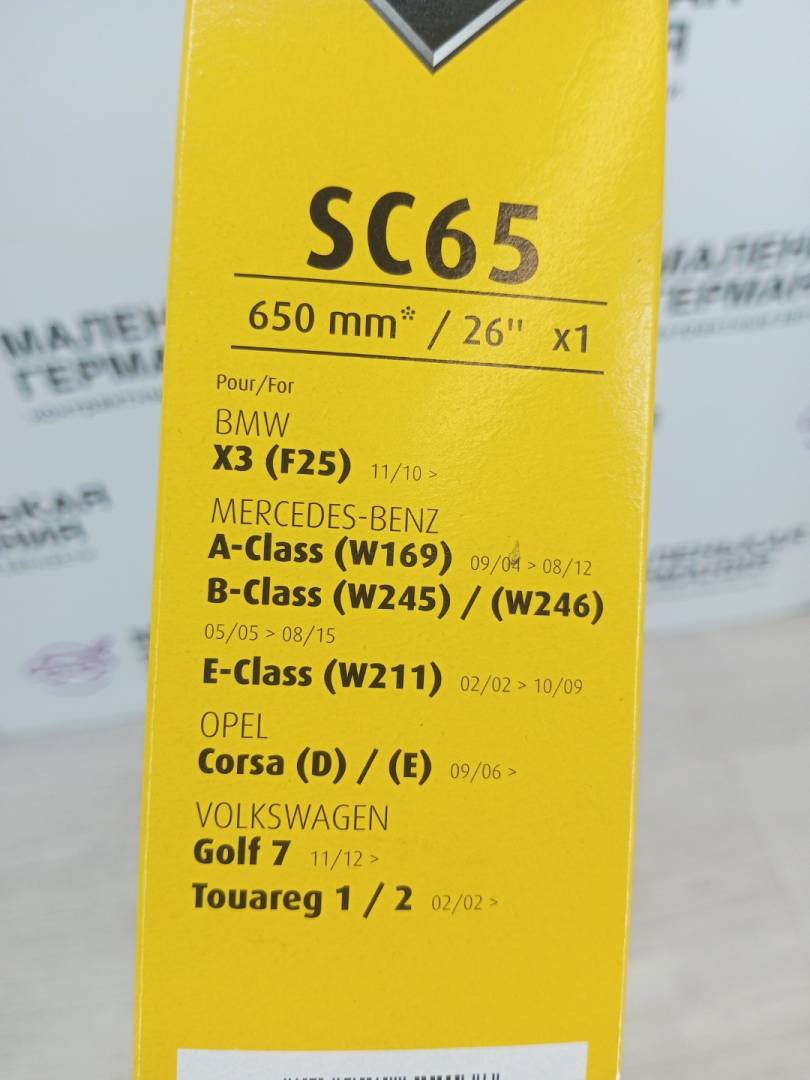 SC65
650 mm* / 26" x1
Pour/For
BMW
X3 (F25) 11/10 >
MERCEDES-BENZ
A-Class (W169) 09/04 > 08/12
B-Class (W245) / (W246)
05/05 > 08/15
E-Class (W211) 02/02 > 10/09
OPEL
Corsa (D) / (E) 09/06 >
VOLKSWAGEN
Golf 7 11/12 >
Touareg 1 / 2 02/02 >